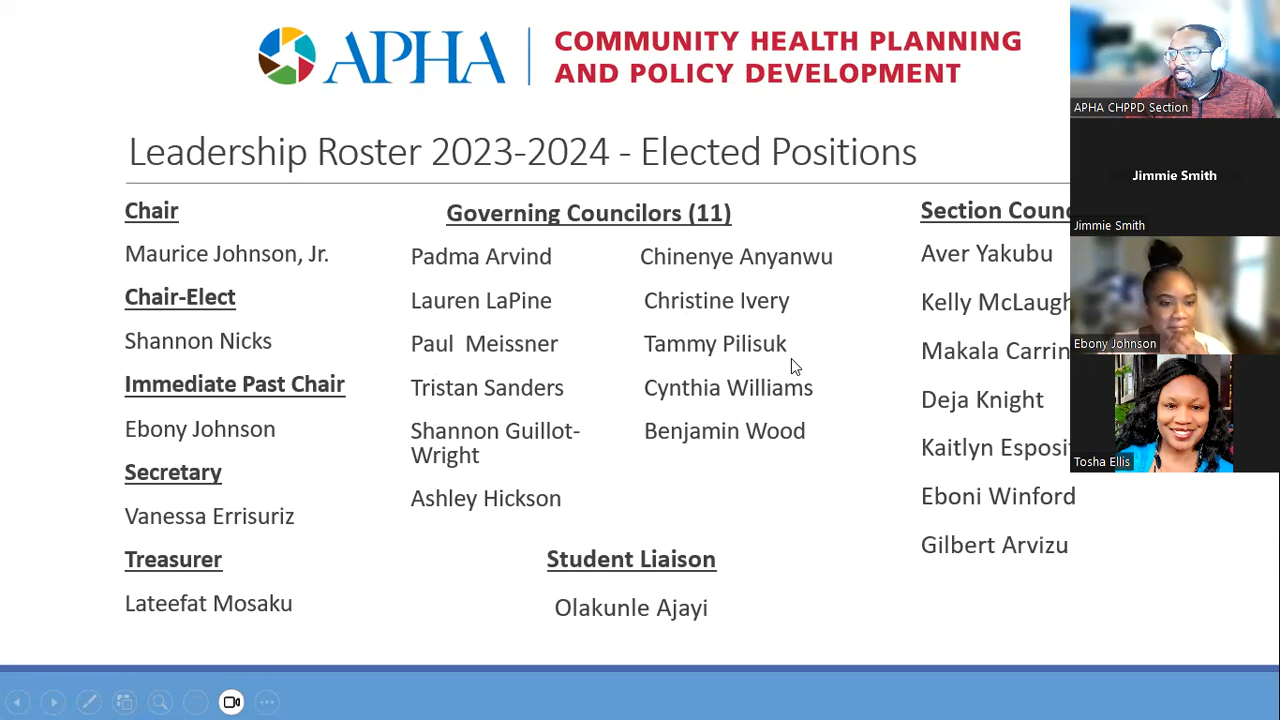 APHA
COMMUNITY HEALTH PLANNING
AND POLICY DEVELOPMENT
Leadership Roster 2023-2024 - Elected Positions
Chair
Maurice Johnson, Jr.
Chair-Elect
Shannon Nicks
Immediate Past Chair
Ebony Johnson
Secretary
Vanessa Errisuriz
Treasurer
Lateefat Mosaku
Governing Councilors (11)
Padma Arvind
Lauren LaPine
Paul Meissner
Tristan Sanders
Shannon Guillot-
Wright
Ashley Hickson
Chinenye Anyanwu
Christine Ivery
Tammy Pilisuk
Cynthia Williams
Benjamin Wood
Student Liaison
Olakunle Ajayi
Section
Aver Yakubu
Kelly
Makala
Deja Knight
Kaitlyn
Eboni Winford
Gilbert Arvizu
APHA CHPPD Section
Jimmie Smith
Jimmie Smith
Ebony Johnson
Tosha Ellis